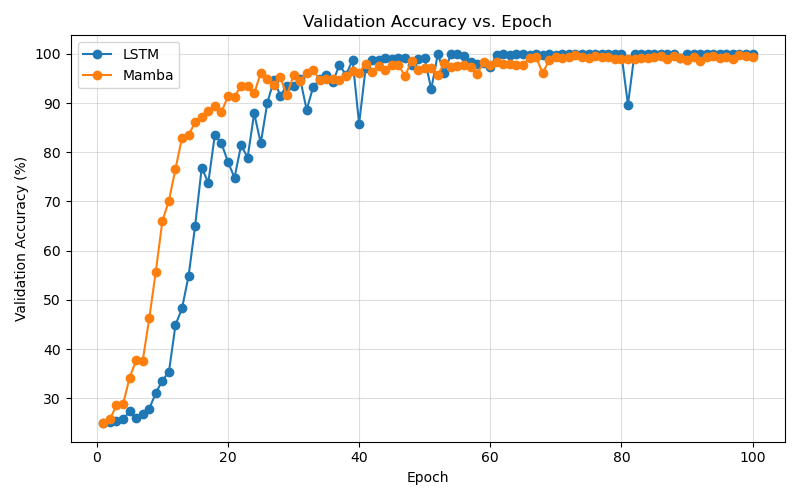 Validation Accuracy vs. Epoch
LSTM
Mamba
Validation Accuracy (%)
100
90
80
70
60
50
40
30
0 20 40 60 80 100
Epoch